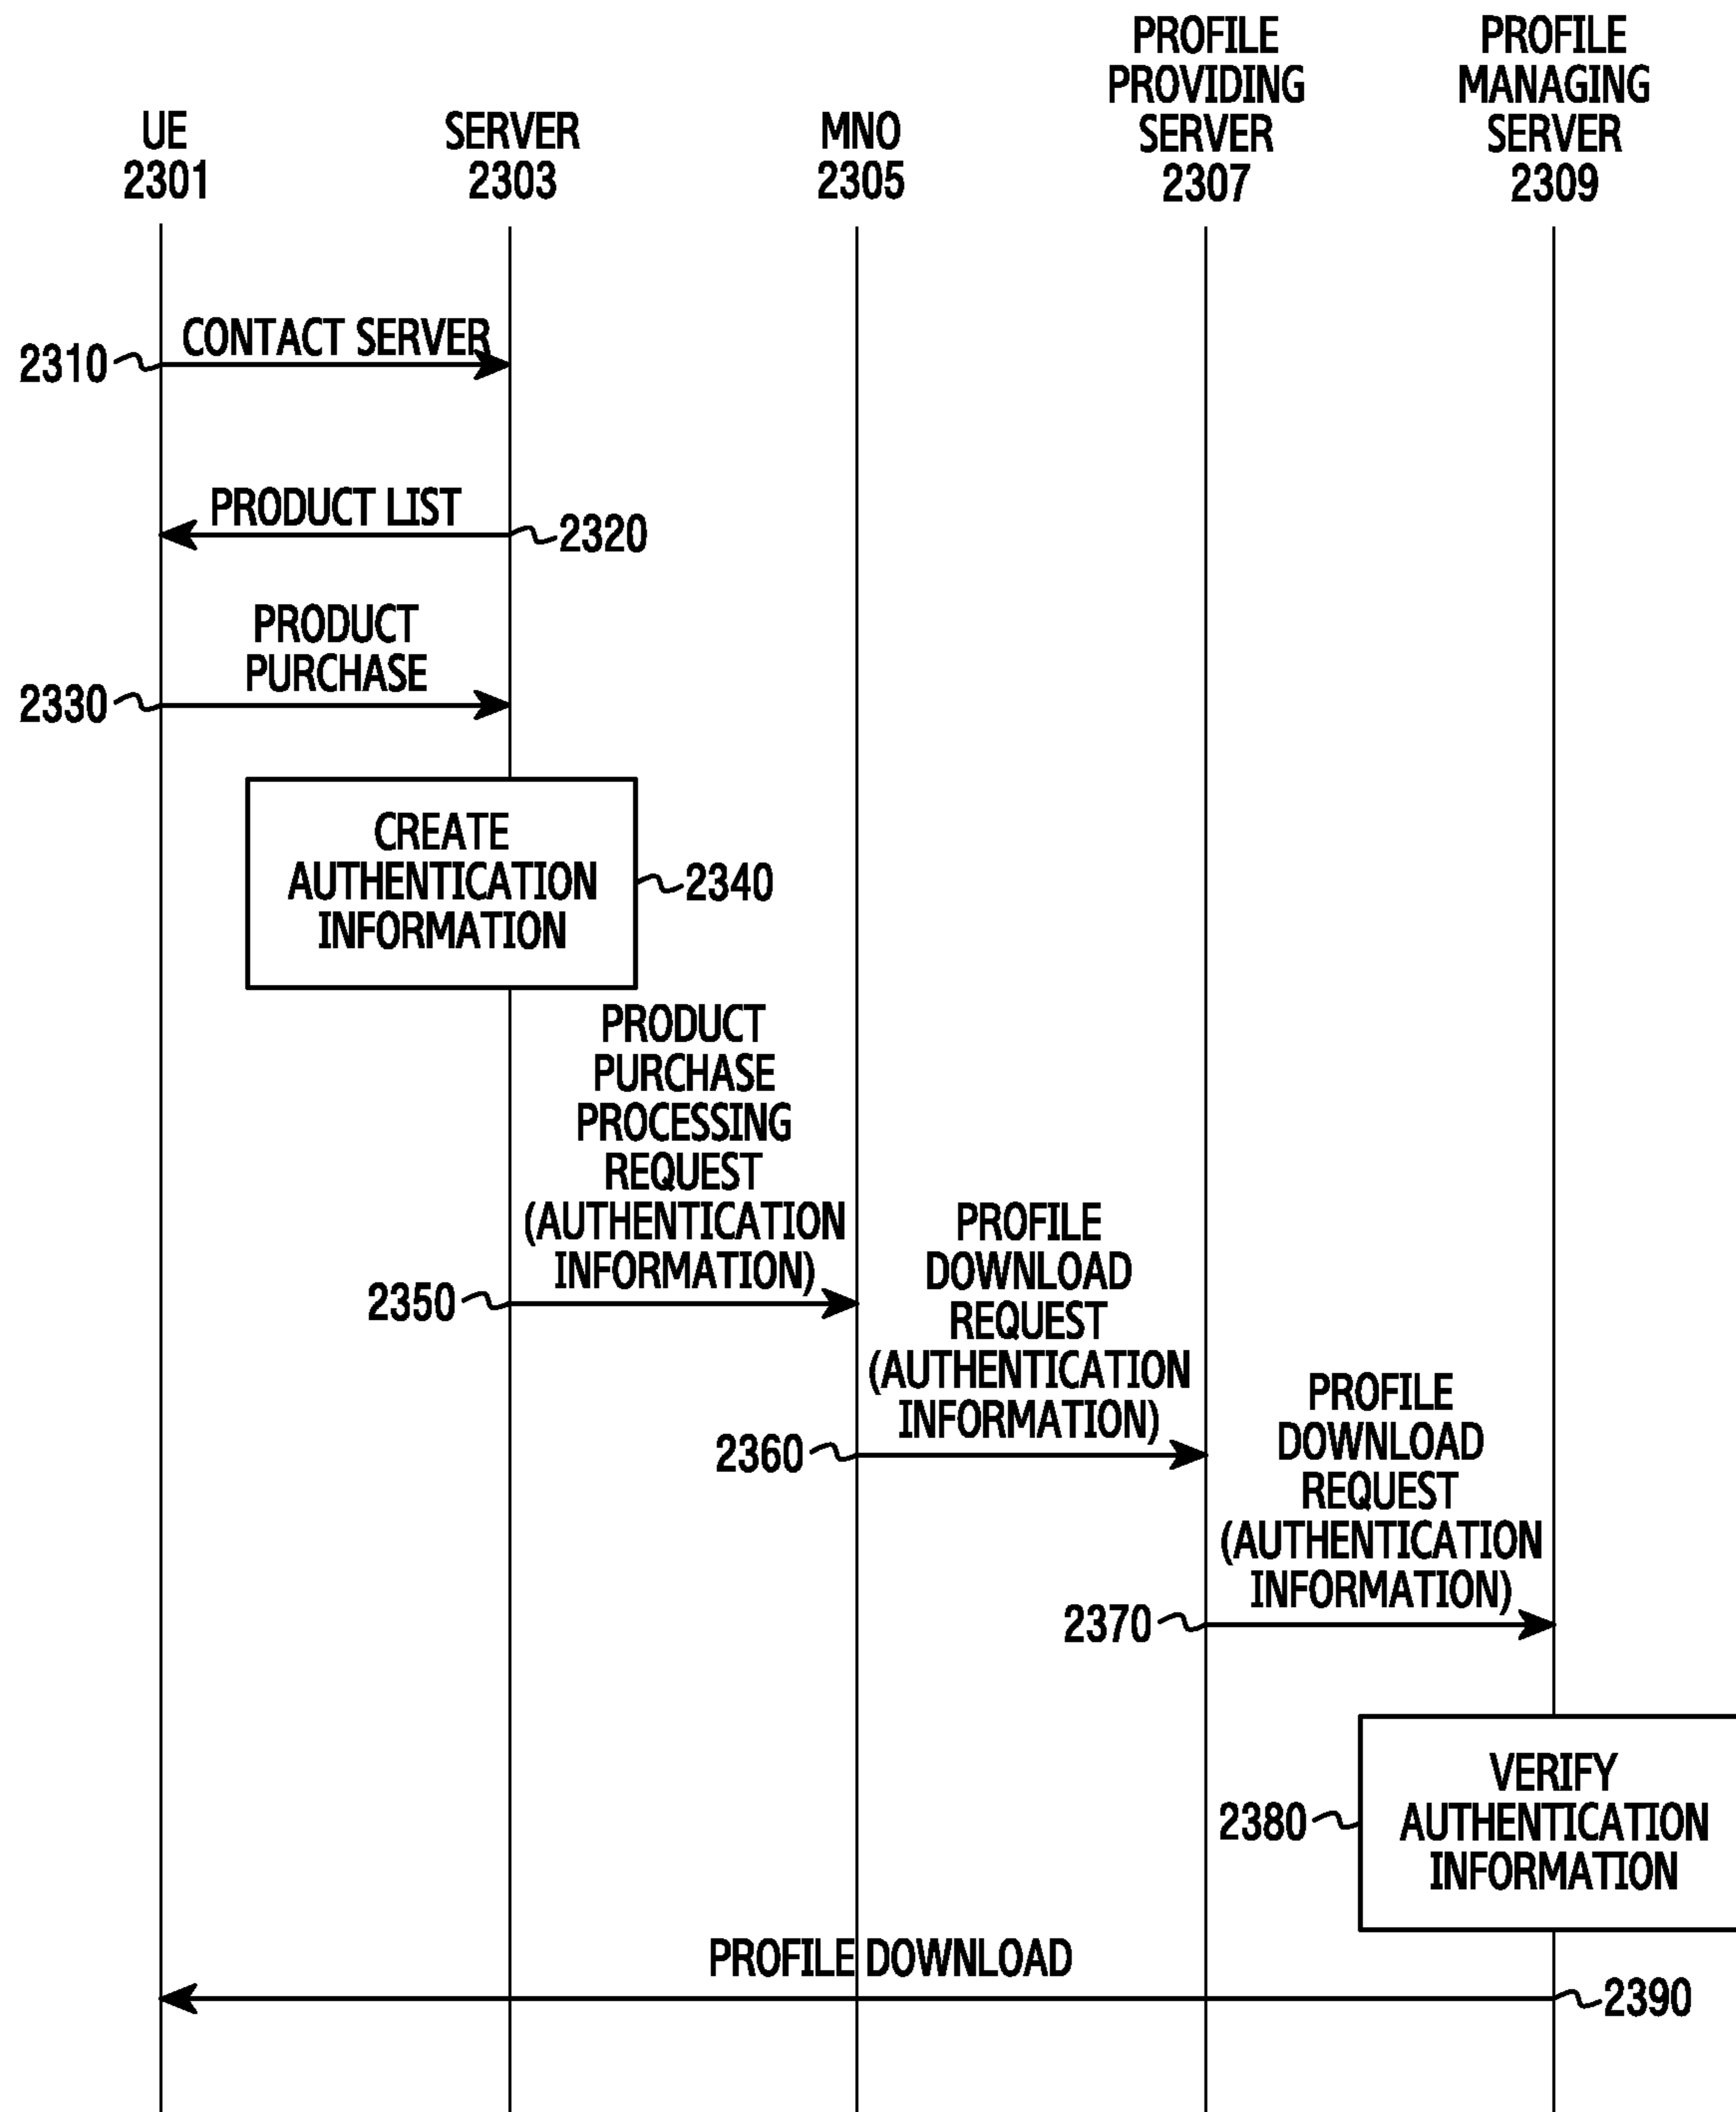 UE
2301
SERVER
2303
MNO
2305
PROFILE
PROVIDING
SERVER
2307
PROFILE
MANAGING
SERVER
2309
CONTACT SERVER
2310
PRODUCT LIST
2320
PRODUCT
PURCHASE
2330
CREATE
AUTHENTICATION
INFORMATION
2340
PRODUCT
PURCHASE
PROCESSING
REQUEST
(AUTHENTICATION
INFORMATION)
2350
PROFILE
DOWNLOAD
REQUEST
(AUTHENTICATION
INFORMATION)
2360
PROFILE
DOWNLOAD
REQUEST
(AUTHENTICATION
INFORMATION)
2370
VERIFY
AUTHENTICATION
INFORMATION
2380
PROFILE DOWNLOAD
2390